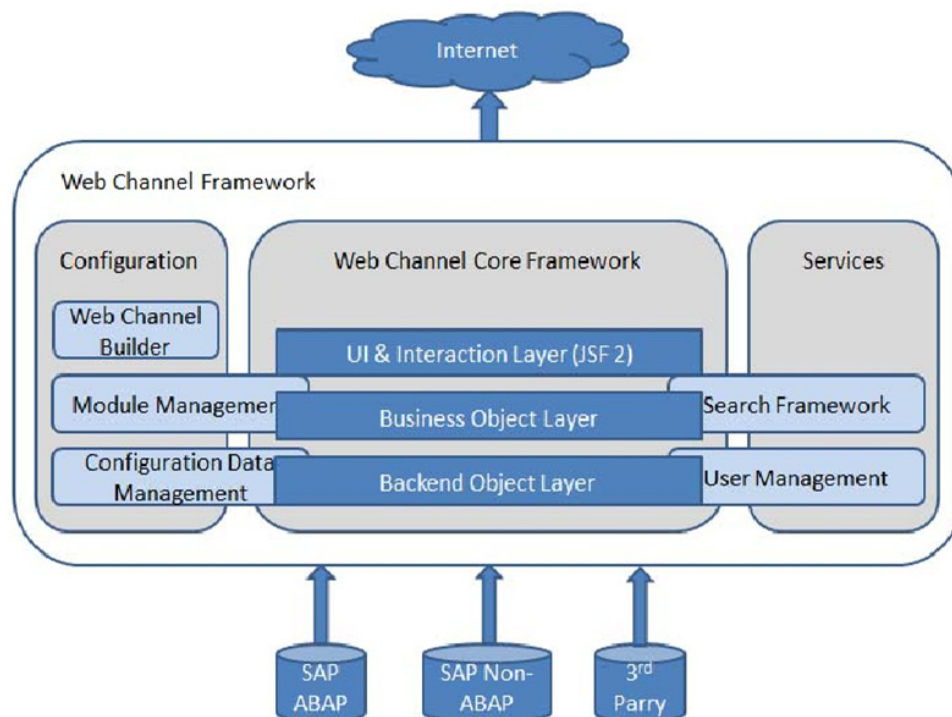 Internet
Web Channel Framework
Configuration
Web Channel Core Framework
Services
Web Channel
Builder
UI & Interaction Layer (JSF 2)
Module Management
Business Object Layer
Search Framework
Configuration Data
Management
Backend Object Layer
User Management
SAP
ABAP
SAP Non-
ABAP
3rd
Parry